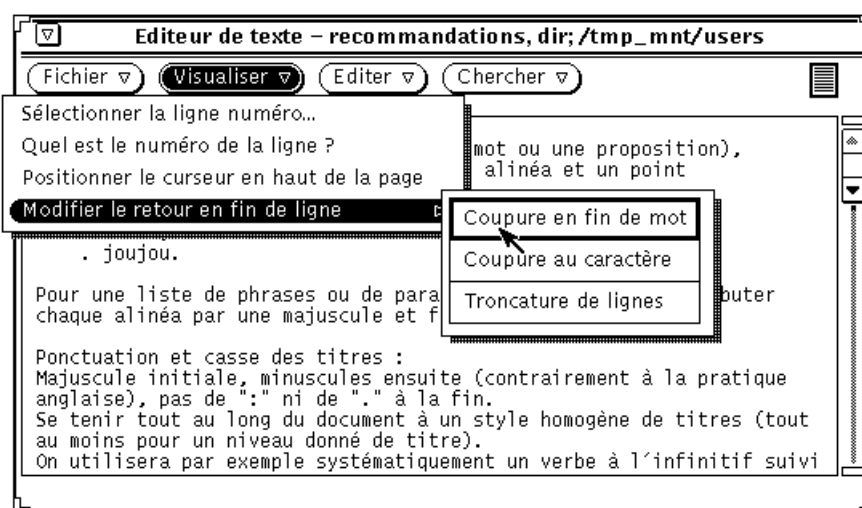 Editeur de texte – recommandations, dir; /tmp_mnt/users
Fichier Visualiser Editer Chercher
Sélectionner la ligne numéro...
Quel est le numéro de la ligne ?
Positionner le curseur en haut de la page
Modifier le retour en fin de ligne
Coupure en fin de mot
Coupure au caractère
Troncature de lignes
mot ou une proposition),
alinéa et un point
. joujou.
Pour une liste de phrases ou de para buter
chaque alinéa par une majuscule et f
Ponctuation et casse des titres :
Majuscule initiale, minuscules ensuite (contrairement à la pratique
anglaise), pas de ":" ni de "." à la fin.
Se tenir tout au long du document à un style homogène de titres (tout
au moins pour un niveau donné de titre).
On utilisera par exemple systématiquement un verbe à l´infinitif suivi